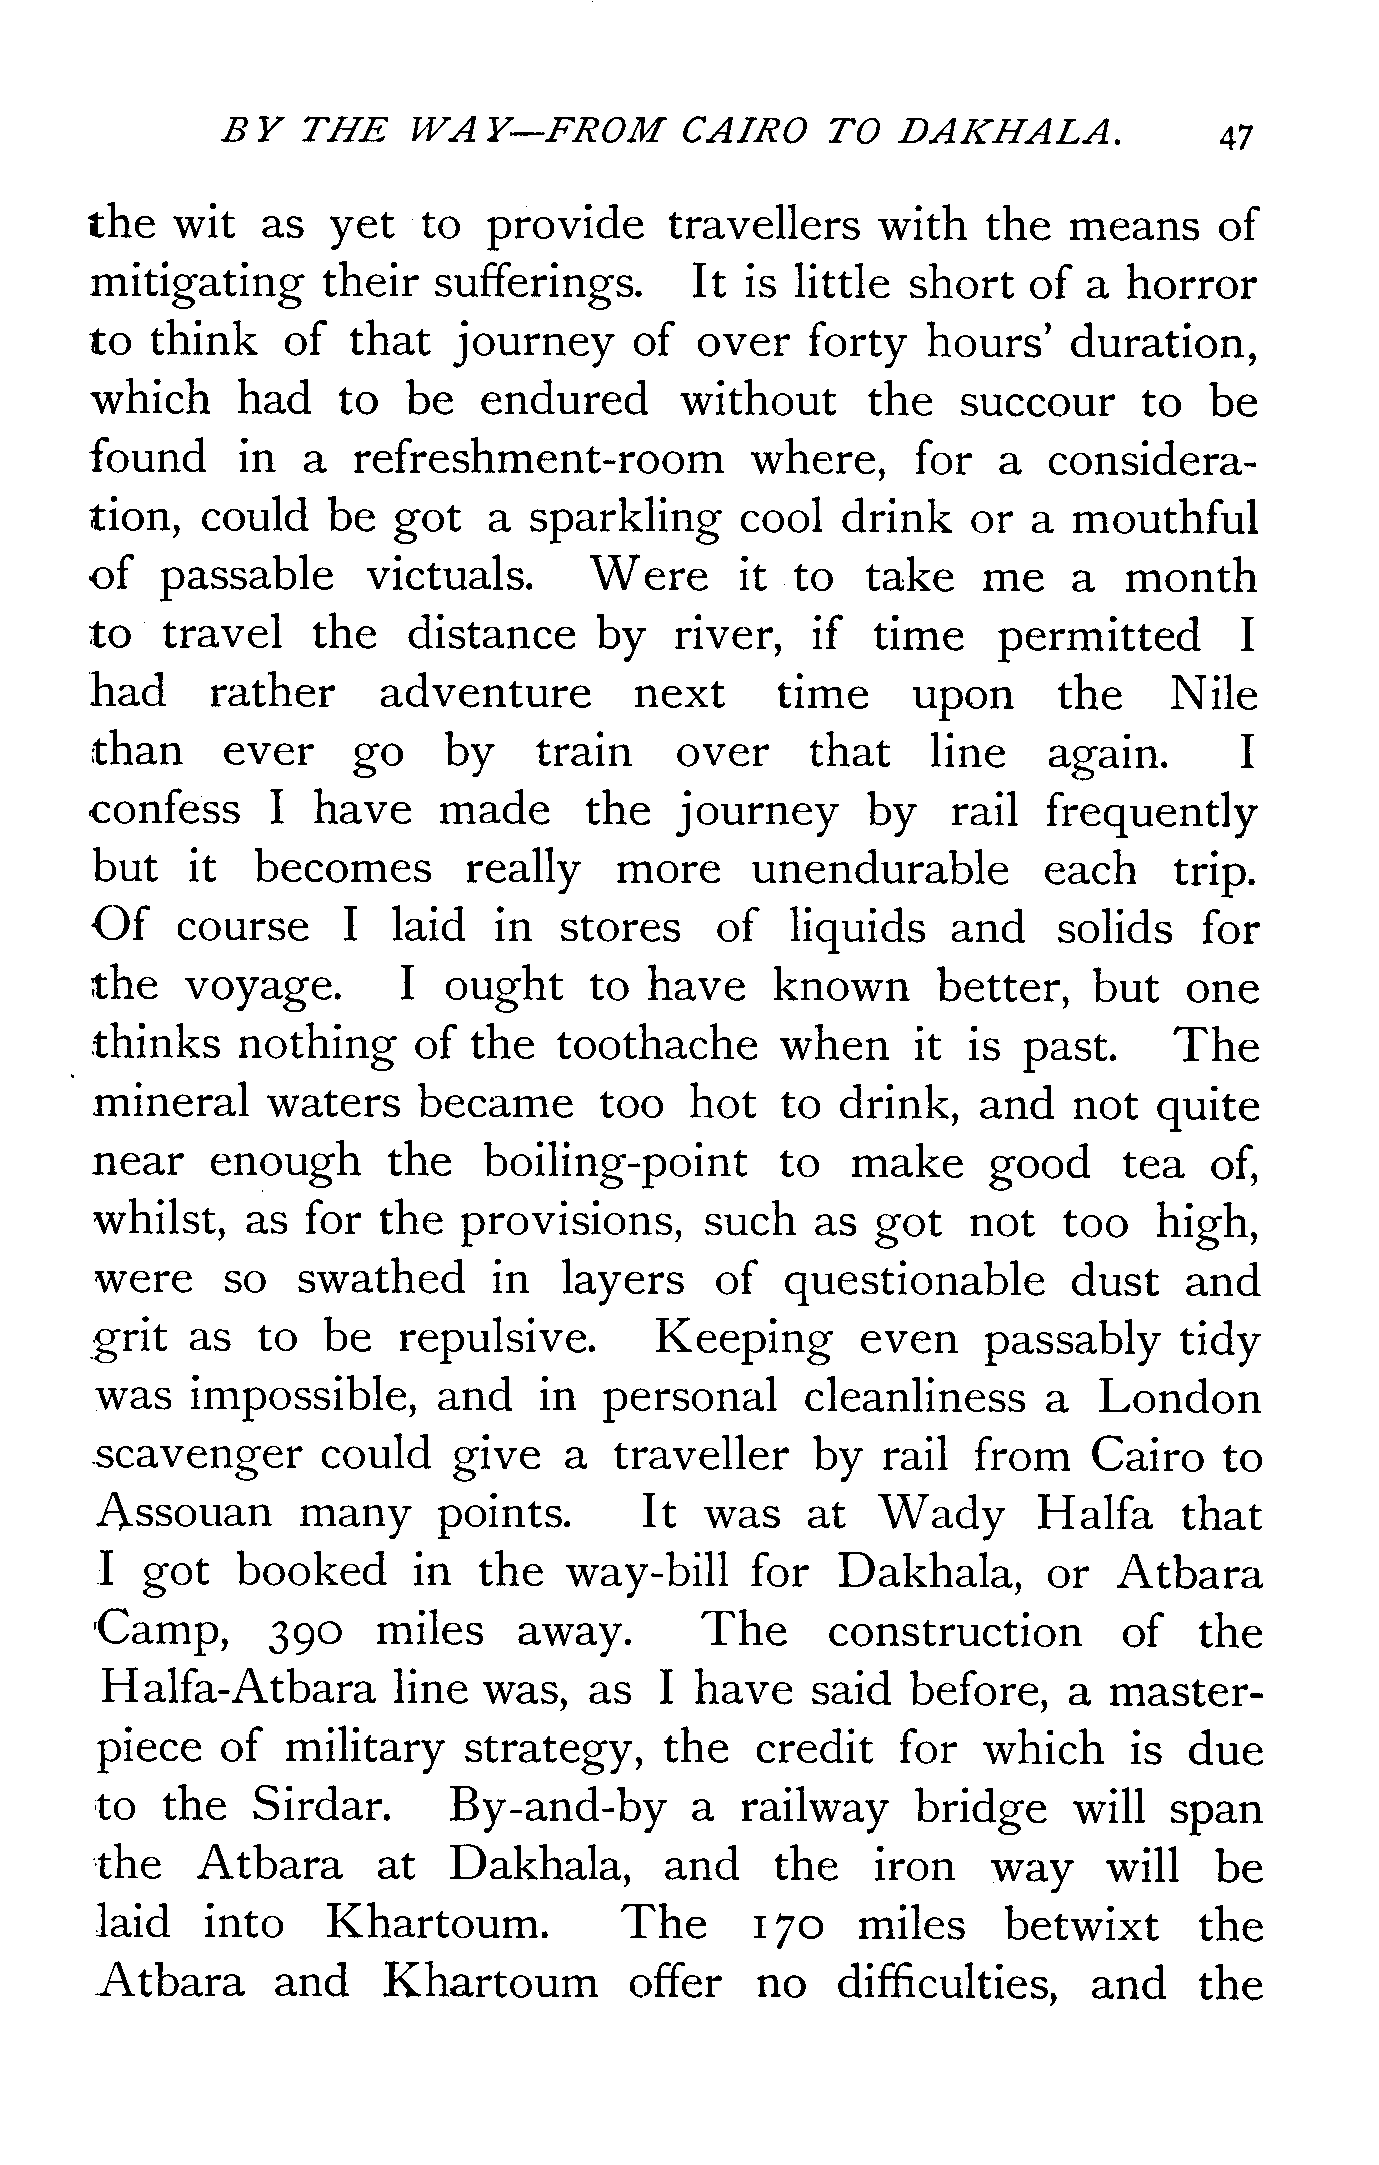 BY THE WAY—FROM CAIRO TO DAKHALA. 47
the wit as yet to provide travellers with the means of
mitigating their sufferings. It is little short of a horror
to think of that journey of over forty hours’ duration,
which had to be endured without the succour to be
found in a refreshment-room where, for a considera-
tion, could be got a sparkling cool drink or a mouthful
of passable victuals. Were it to take me a month
to travel the distance by river, if time permitted I
had rather adventure next time upon the Nile
than ever go by train over that line again. I
confess I have made the journey by rail frequently
but it becomes really more unendurable each trip.
Of course I laid in stores of liquids and solids for
the voyage. I ought to have known better, but one
thinks nothing of the toothache when it is past. The
mineral waters became too hot to drink, and not quite
near enough the boiling-point to make good tea of,
whilst, as for the provisions, such as got not too high,
were so swathed in layers of questionable dust and
grit as to be repulsive. Keeping even passably tidy
was impossible, and in personal cleanliness a London
scavenger could give a traveller by rail from Cairo to
Assouan many points. It was at Wady Halfa that
I got booked in the way-bill for Dakhala, or Atbara
Camp, 390 miles away. The construction of the
Halfa-Atbara line was, as I have said before, a master-
piece of military strategy, the credit for which is due
to the Sirdar. By-and-by a railway bridge will span
the Atbara at Dakhala, and the iron way will be
laid into Khartoum. The 170 miles betwixt the
Atbara and Khartoum offer no difficulties, and the